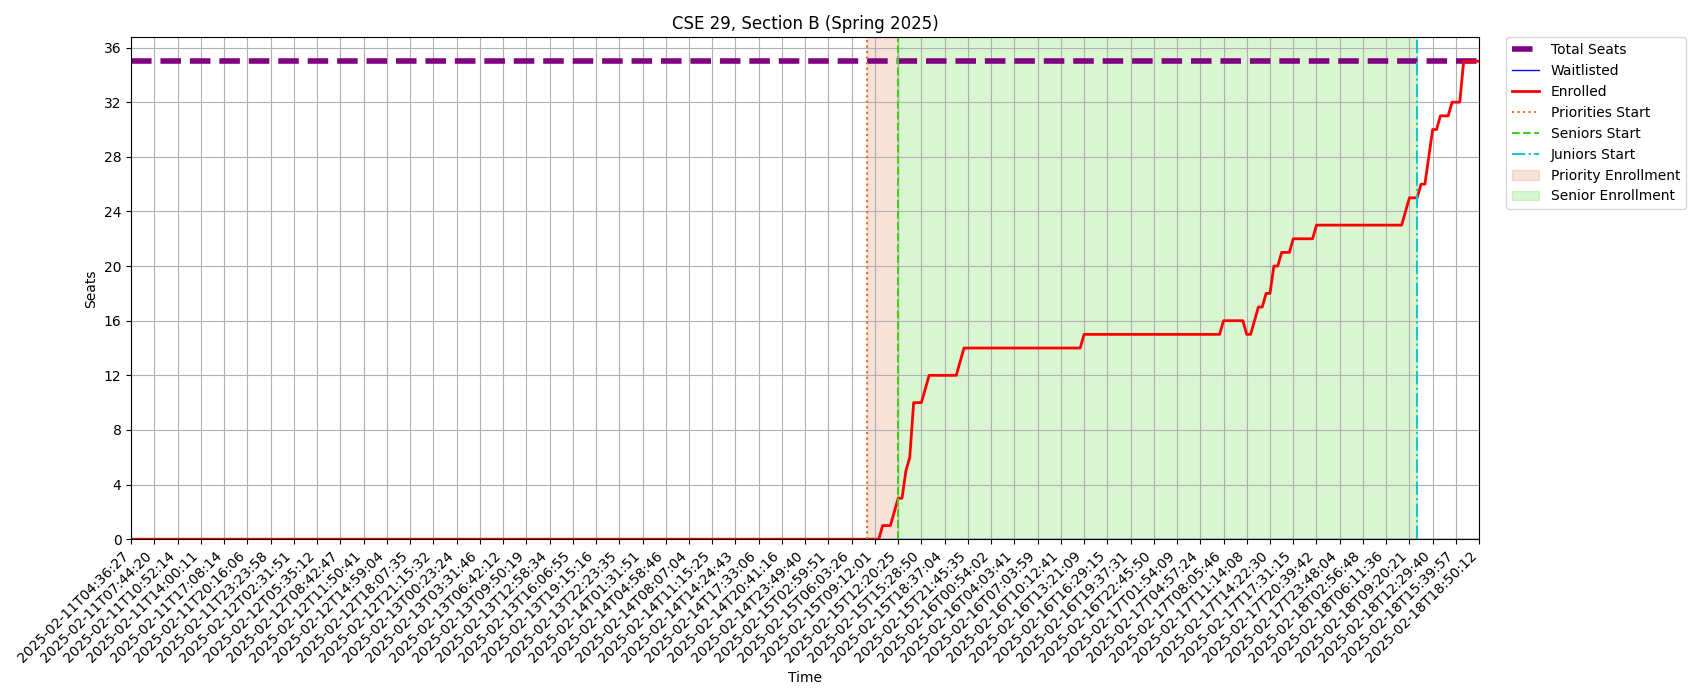 CSE 29, Section B (Spring 2025)
36
32
28
24
20
16
12
8
4
0
Seats
Total Seats
Waitlisted
Enrolled
Priorities Start
Seniors Start
Juniors Start
Priority Enrollment
Senior Enrollment
2025-02-11T04:36:27
2025-02-11T07:44:20
2025-02-11T10:52:14
2025-02-11T14:00:11
2025-02-11T17:08:14
2025-02-11T20:16:06
2025-02-11T23:23:58
2025-02-12T02:31:51
2025-02-12T05:35:12
2025-02-12T08:42:47
2025-02-12T11:50:41
2025-02-12T14:59:04
2025-02-12T18:07:35
2025-02-12T21:15:32
2025-02-13T00:23:24
2025-02-13T03:31:46
2025-02-13T06:42:12
2025-02-13T09:50:19
2025-02-13T12:58:34
2025-02-13T16:06:55
2025-02-13T19:15:16
2025-02-13T22:23:35
2025-02-14T01:31:51
2025-02-14T04:58:46
2025-02-14T08:07:04
2025-02-14T11:15:25
2025-02-14T14:24:43
2025-02-14T17:33:06
2025-02-14T20:41:16
2025-02-14T23:49:40
2025-02-15T02:59:51
2025-02-15T06:03:26
2025-02-15T09:12:01
2025-02-15T12:20:25
2025-02-15T15:28:50
2025-02-15T18:37:04
2025-02-15T21:45:35
2025-02-16T00:54:02
2025-02-16T04:03:41
2025-02-16T07:03:59
2025-02-16T10:12:41
2025-02-16T13:21:09
2025-02-16T16:29:15
2025-02-16T19:37:31
2025-02-16T22:45:50
2025-02-17T01:54:09
2025-02-17T04:57:24
2025-02-17T08:05:46
2025-02-17T11:14:08
2025-02-17T14:22:30
2025-02-17T17:31:15
2025-02-17T20:39:42
2025-02-17T23:48:04
2025-02-18T02:56:48
2025-02-18T06:11:36
2025-02-18T09:20:21
2025-02-18T12:29:40
2025-02-18T15:39:57
2025-02-18T18:50:12
Time